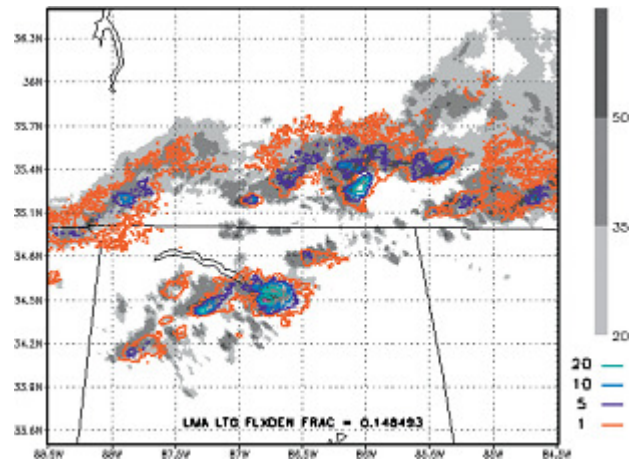 36.3N
36N
35.7N
50
35.4N
35.1N
35
34.8N
34.5N
20
34.2N
20
10
33.9N
5
LMA LTG FLXDEN FRAC = 0.148493
1
33.6N
88.5W 88W 87.5W 87W 86.5W 86W 85.5W 85W 84.5W